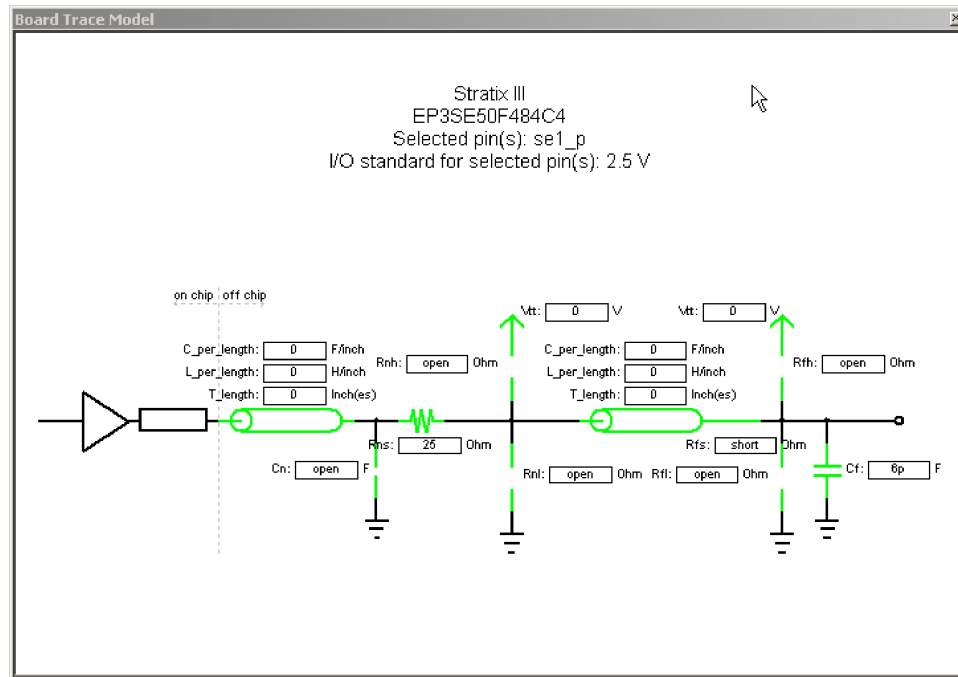 Board Trace Model
Stratix III
EP3SE50F484C4
Selected pin(s): se1_p
I/O standard for selected pin(s): 2.5 V
on chip off chip
Vtt: 0 V
Vtt: 0 V
C_per_length: 0 F/inch
L_per_length: 0 H/inch
T_length: 0 Inch(es)
Rnh: open Ohm
C_per_length: 0 F/inch
L_per_length: 0 H/inch
T_length: 0 Inch(es)
Rfh: open Ohm
Rns: 25 Ohm
Rfs: short Ohm
Cn: open F
Rnl: open Ohm
Rfl: open Ohm
Cf: 6p F